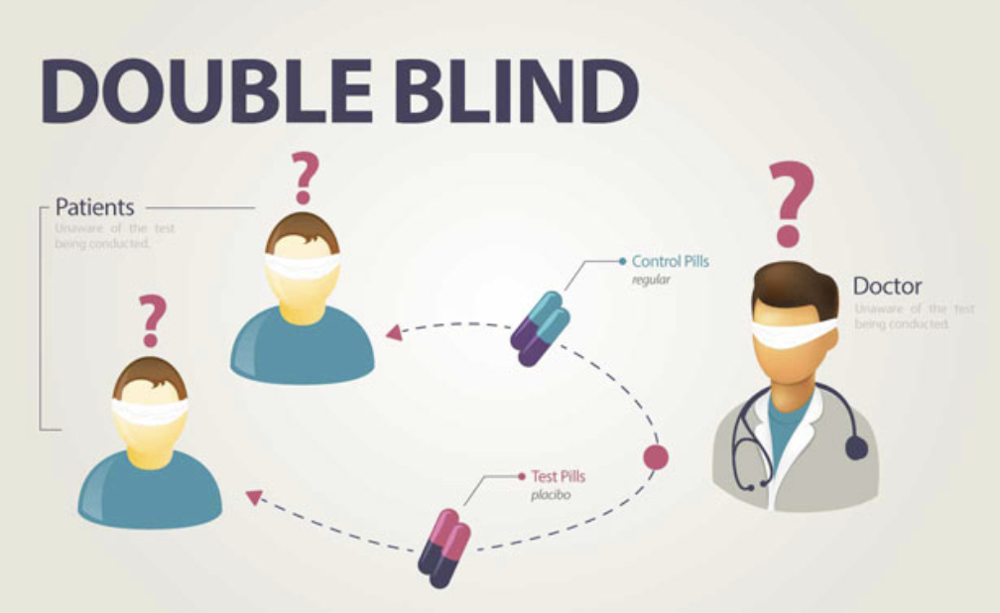 DOUBLE BLIND
?
Patients
Unaware of the test
being conducted.
?
Control Pills
regular
?
Doctor
Unaware of the test
being conducted.
Test Pills
placibo